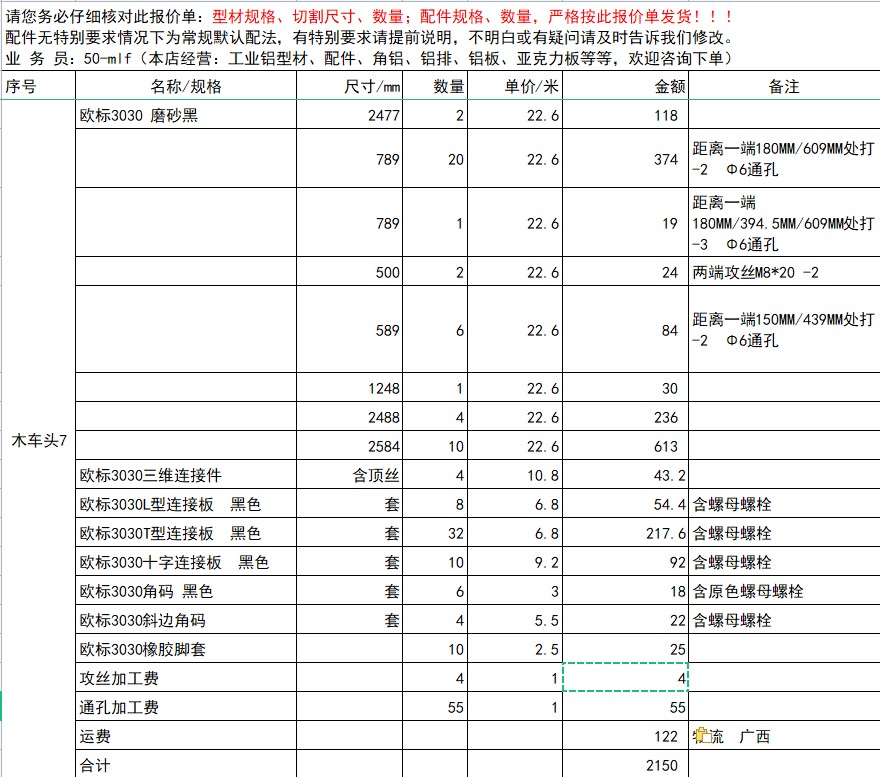 请您务必仔细核对此报价单：型材规格、切割尺寸、数量；配件规格、数量，严格按此报价单发货！！！
配件无特别要求情况下为常规默认配法，有特别要求请提前说明，不明白或有疑问请及时告诉我们修改。
业 务 员：50-mlf（本店经营：工业铝型材、配件、角铝、铝排、铝板、亚克力板等等，欢迎咨询下单）
序号 名称/规格 尺寸/mm 数量 单价/米 金额 备注
欧标3030 磨砂黑 2477 2 22.6 118
789 20 22.6 374 距离一端180MM/609MM处打
-2 Φ6通孔
789 1 22.6 19 距离一端
180MM/394.5MM/609MM处打
-3 Φ6通孔
500 2 22.6 24 两端攻丝M8*20 -2
589 6 22.6 84 距离一端150MM/439MM处打
-2 Φ6通孔
1248 1 22.6 30
2488 4 22.6 236
木车头7
2584 10 22.6 613
欧标3030三维连接件 含顶丝 4 10.8 43.2
欧标3030L型连接板 黑色 套 8 6.8 54.4 含螺母螺栓
欧标3030T型连接板 黑色 套 32 6.8 217.6 含螺母螺栓
欧标3030十字连接板 黑色 套 10 9.2 92 含螺母螺栓
欧标3030角码 黑色 套 6 3 18 含原色螺母螺栓
欧标3030斜边角码 套 4 5.5 22 含螺母螺栓
欧标3030橡胶脚套 10 2.5 25
攻丝加工费 4 1 4
通孔加工费 55 1 55
运费 122 流 广西
合计 2150